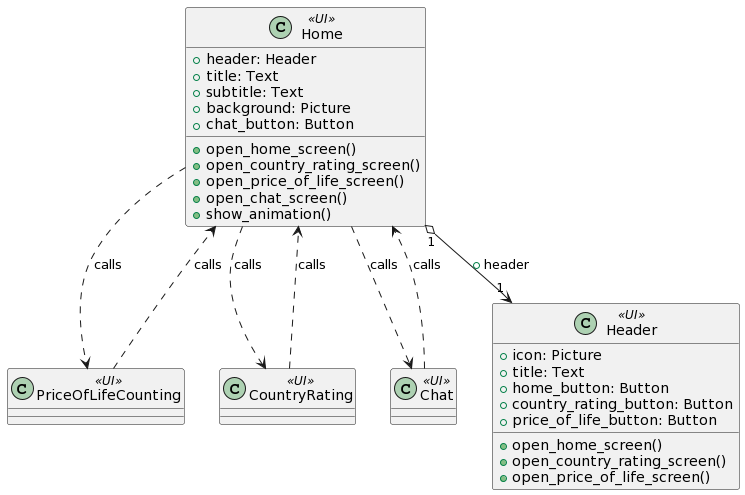 «UI»
Home
header: Header
title: Text
subtitle: Text
background: Picture
chat_button: Button
open_home_screen()
open_country_rating_screen()
open_price_of_life_screen()
open_chat_screen()
show_animation()
1
calls
calls
calls
calls
calls
calls
header
1
«UI»
PriceOfLifeCounting
«UI»
CountryRating
«UI»
Chat
«UI»
Header
icon: Picture
title: Text
home_button: Button
country_rating_button: Button
price_of_life_button: Button
open_home_screen()
open_country_rating_screen()
open_price_of_life_screen()